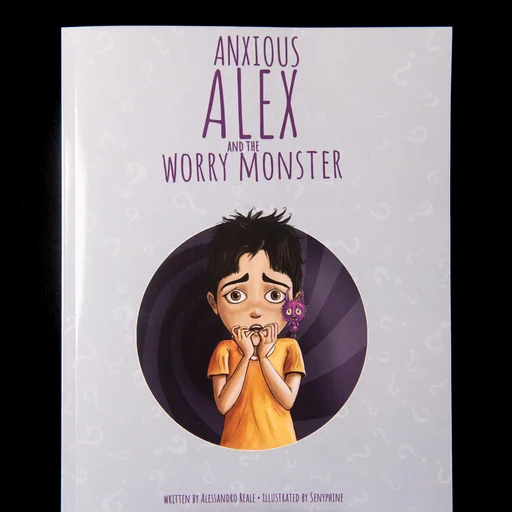 ANXIOUS
ALEX
AND THE
WORRY MONSTER
WRITTEN BY ALESSANDRO REALE • ILLUSTRATED BY SENYPHINE